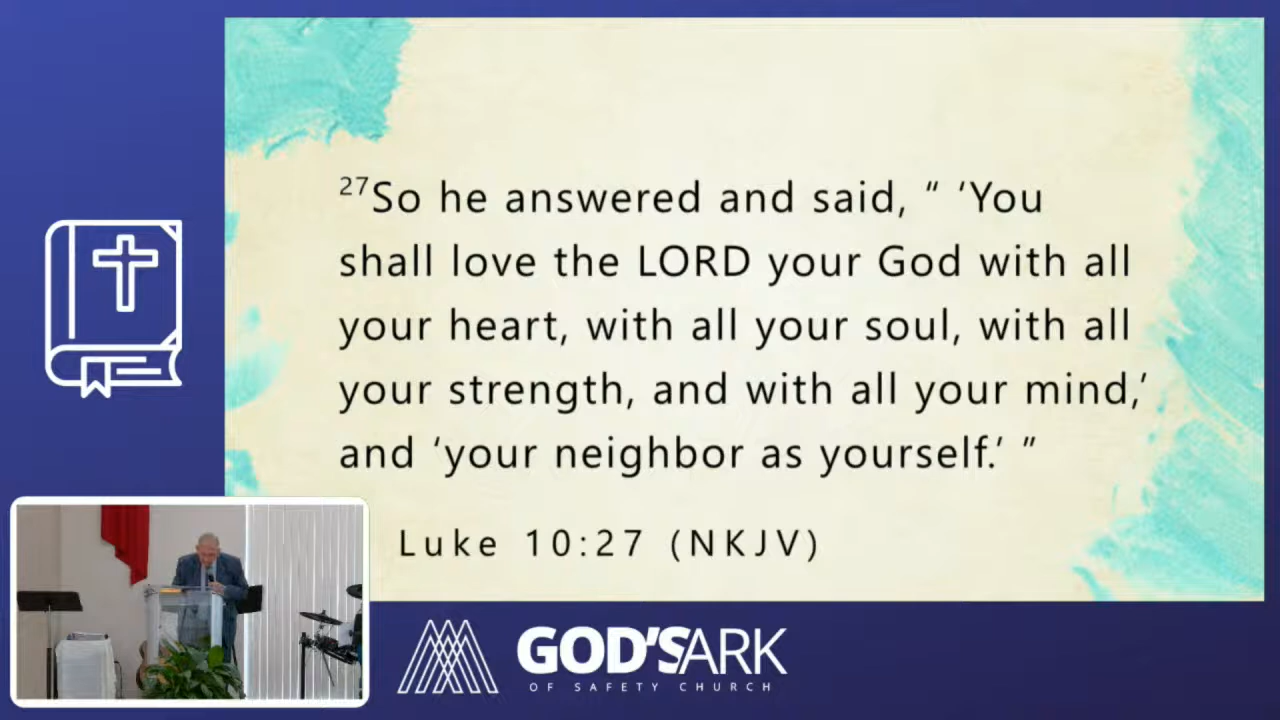 27So he answered and said, “ ‘You
shall love the LORD your God with all
your heart, with all your soul, with all
your strength, and with all your mind,’
and ‘your neighbor as yourself.’ ”
Luke 10:27 (NKJV)
GOD'SARK
OF SAFETY CHURCH